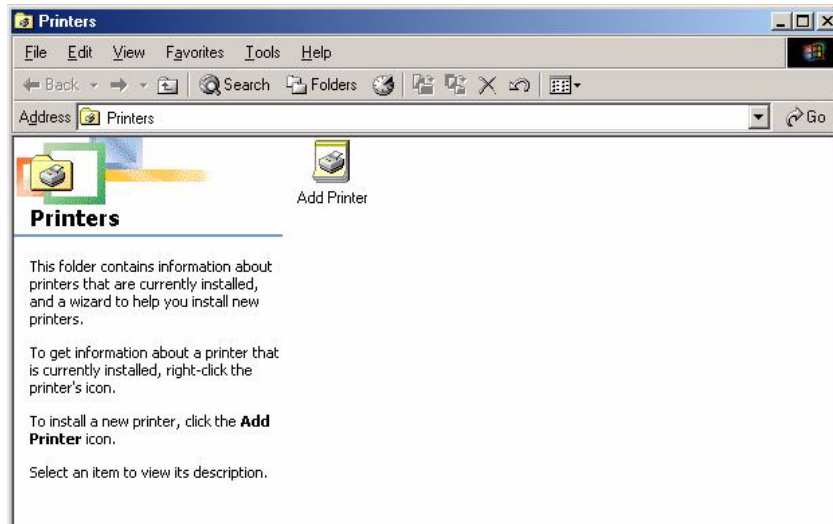 Printers
File Edit View Favorites Tools Help
Back Search Folders
Address Printers Go
Add Printer
Printers
This folder contains information about
printers that are currently installed,
and a wizard to help you install new
printers.
To get information about a printer that
is currently installed, right-click the
printer's icon.
To install a new printer, click the Add
Printer icon.
Select an item to view its description.